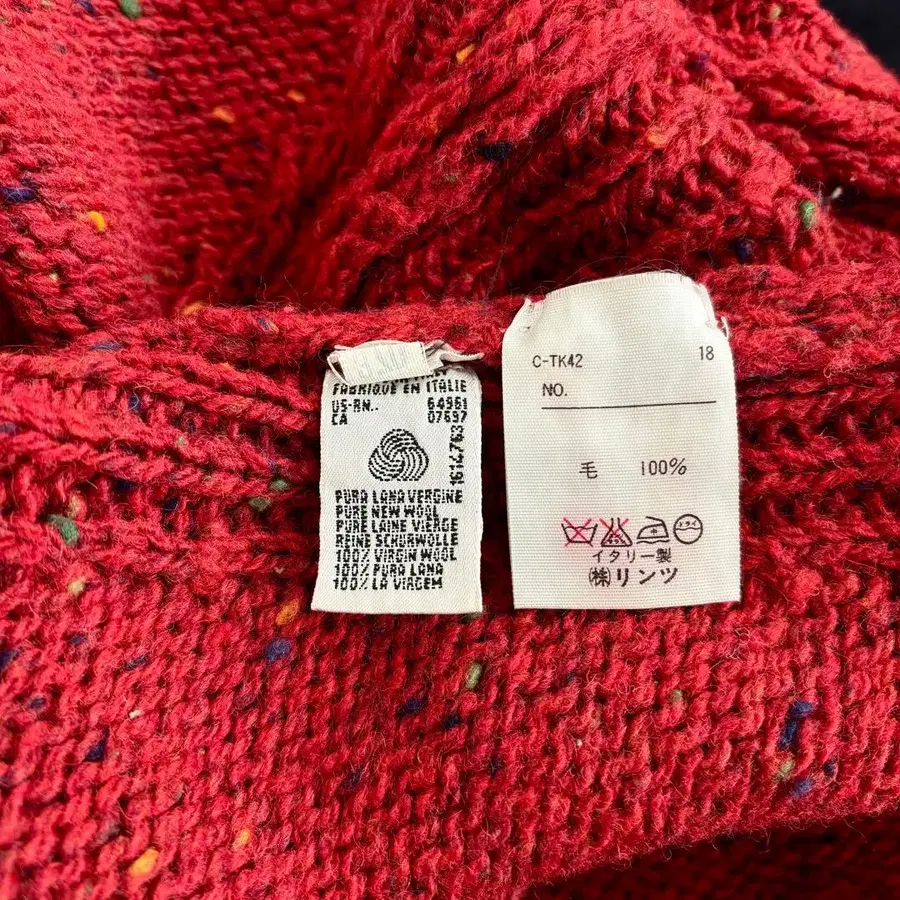 FABRIQUE EN ITALIE
US-RN.. 64961
CA 07697
1614763
PURA LANA VERGINE
PURE NEW WOOL
PURE LAINE VIERGE
REINE SCHURWOLLE
100% VIRGIN WOOL
100% PURA LANA
100% LA VIRGEM
C-TK42 18
NO.
毛 100%
ドライ
イタリー製
㈱リンツ